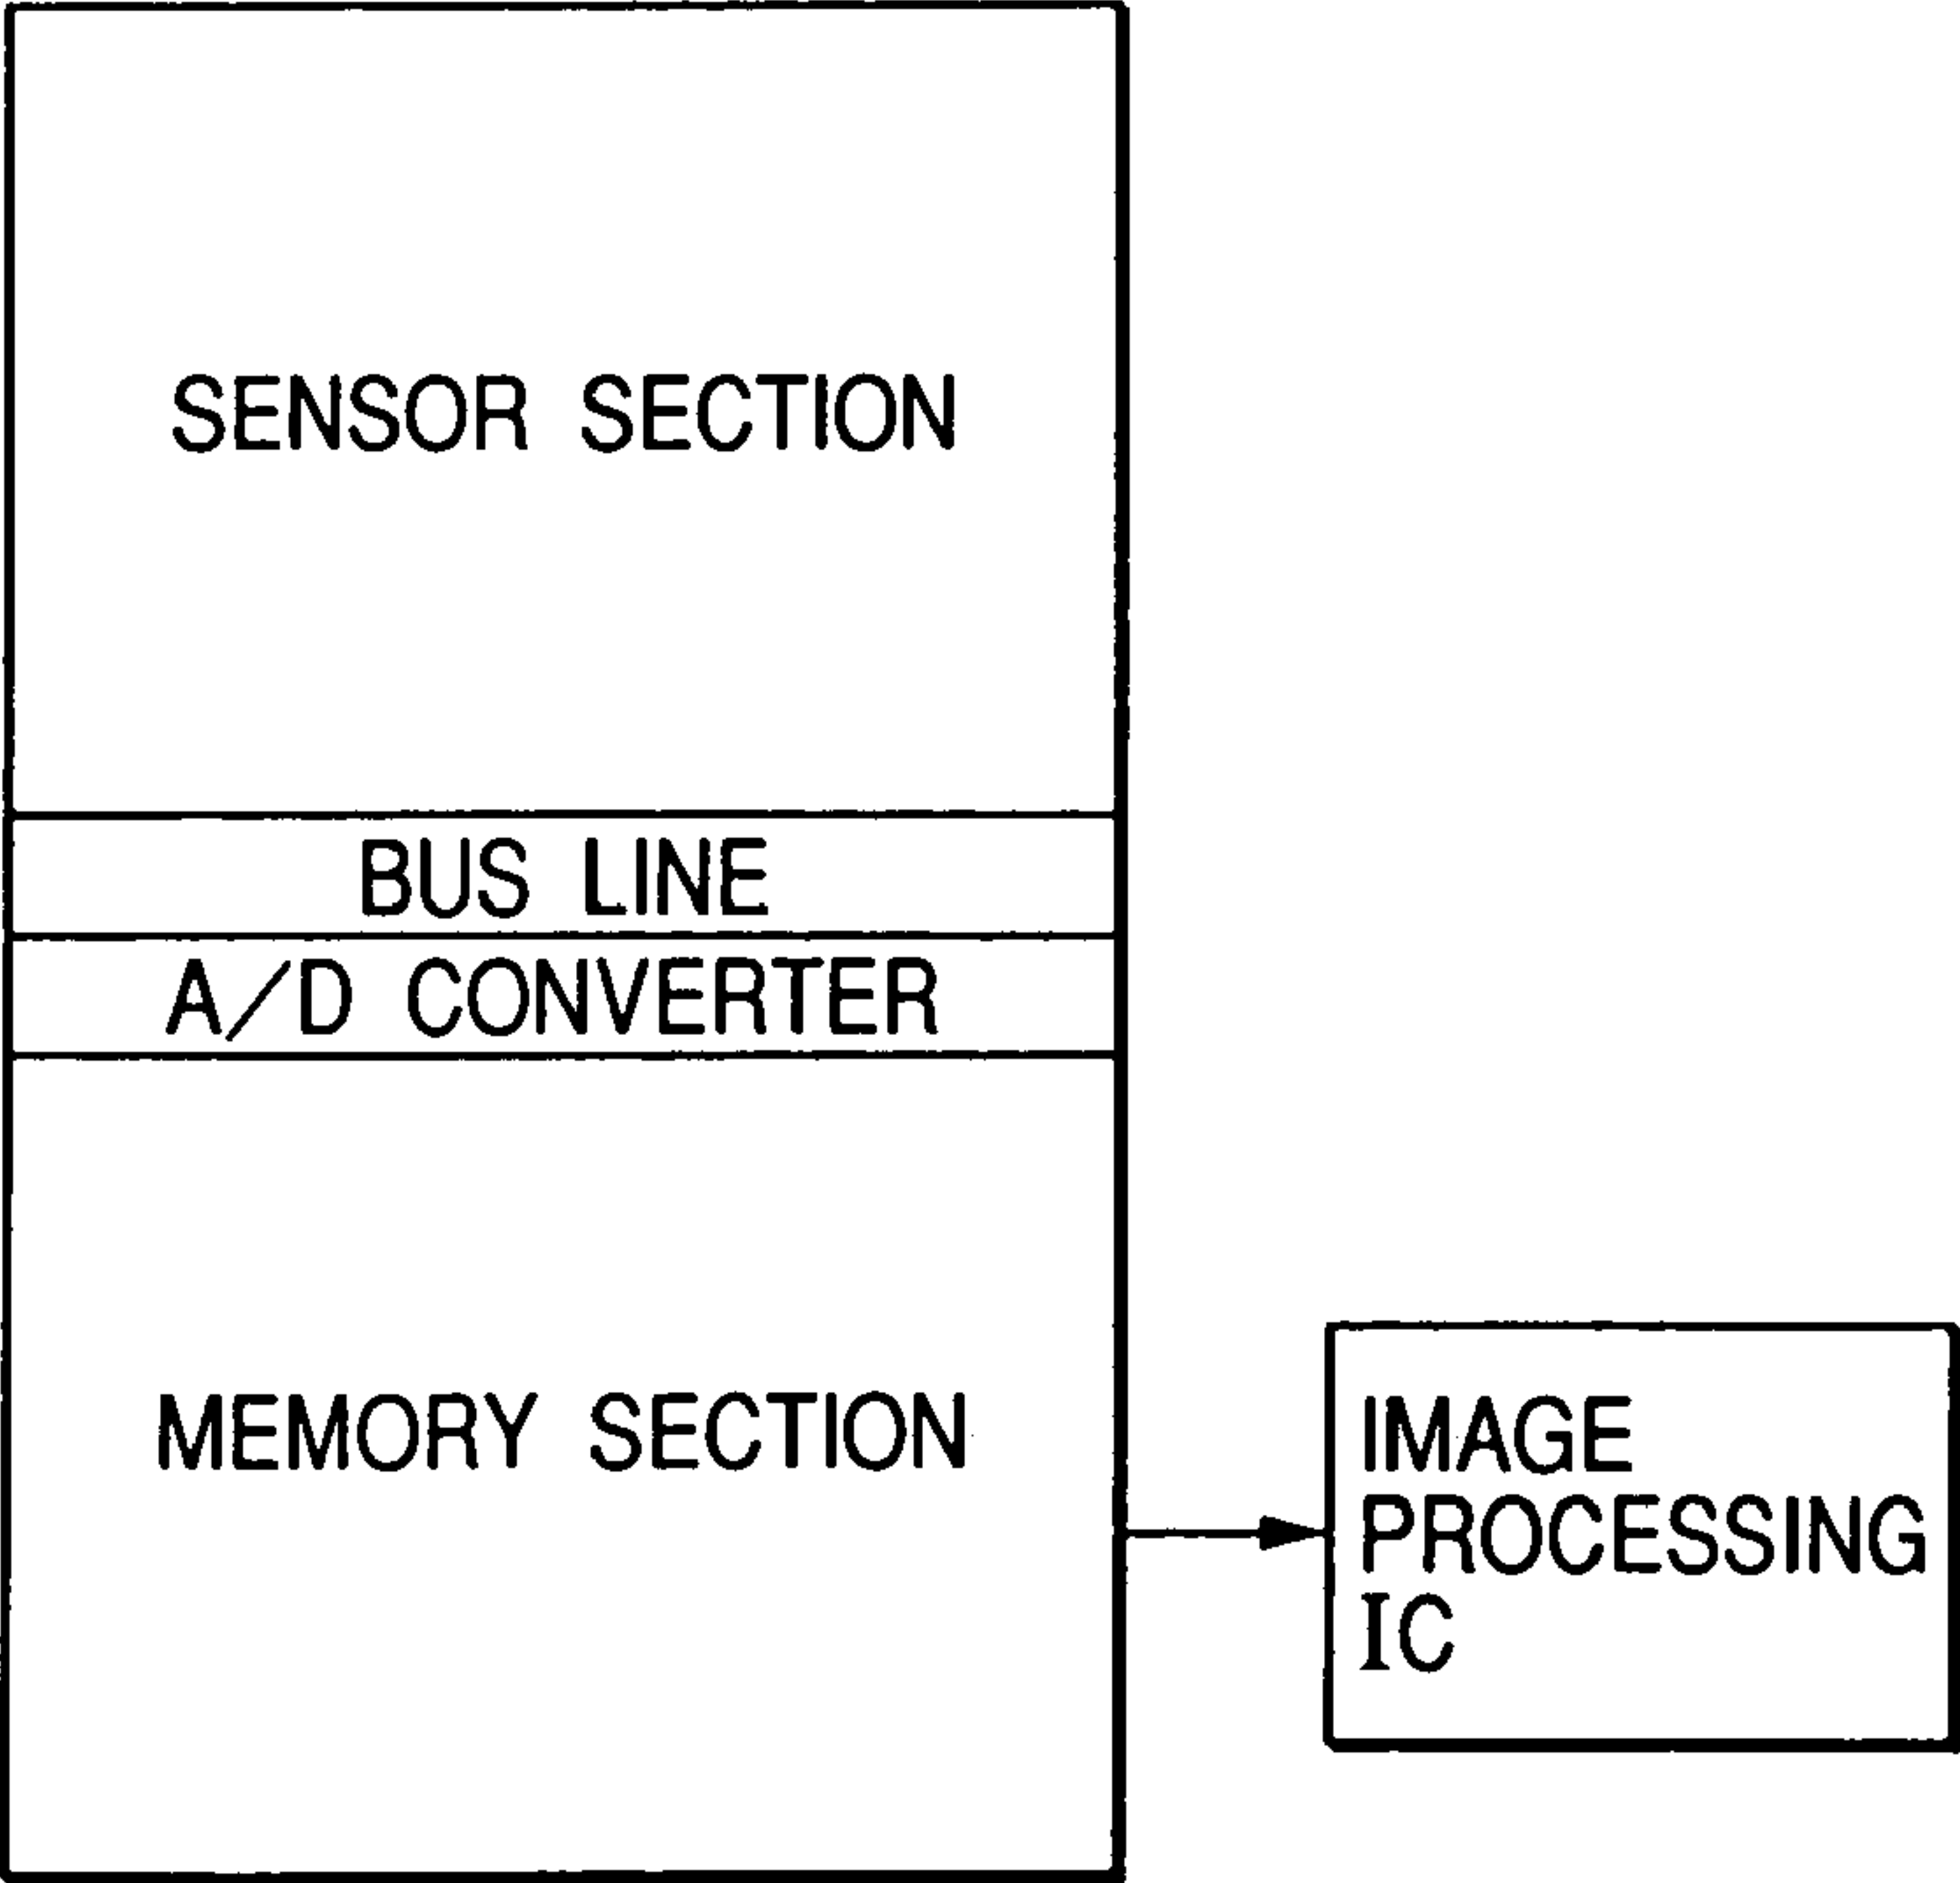 SENSOR SECTION
BUS LINE
A/D CONVERTER
MEMORY SECTION
IMAGE
PROCESSING
IC